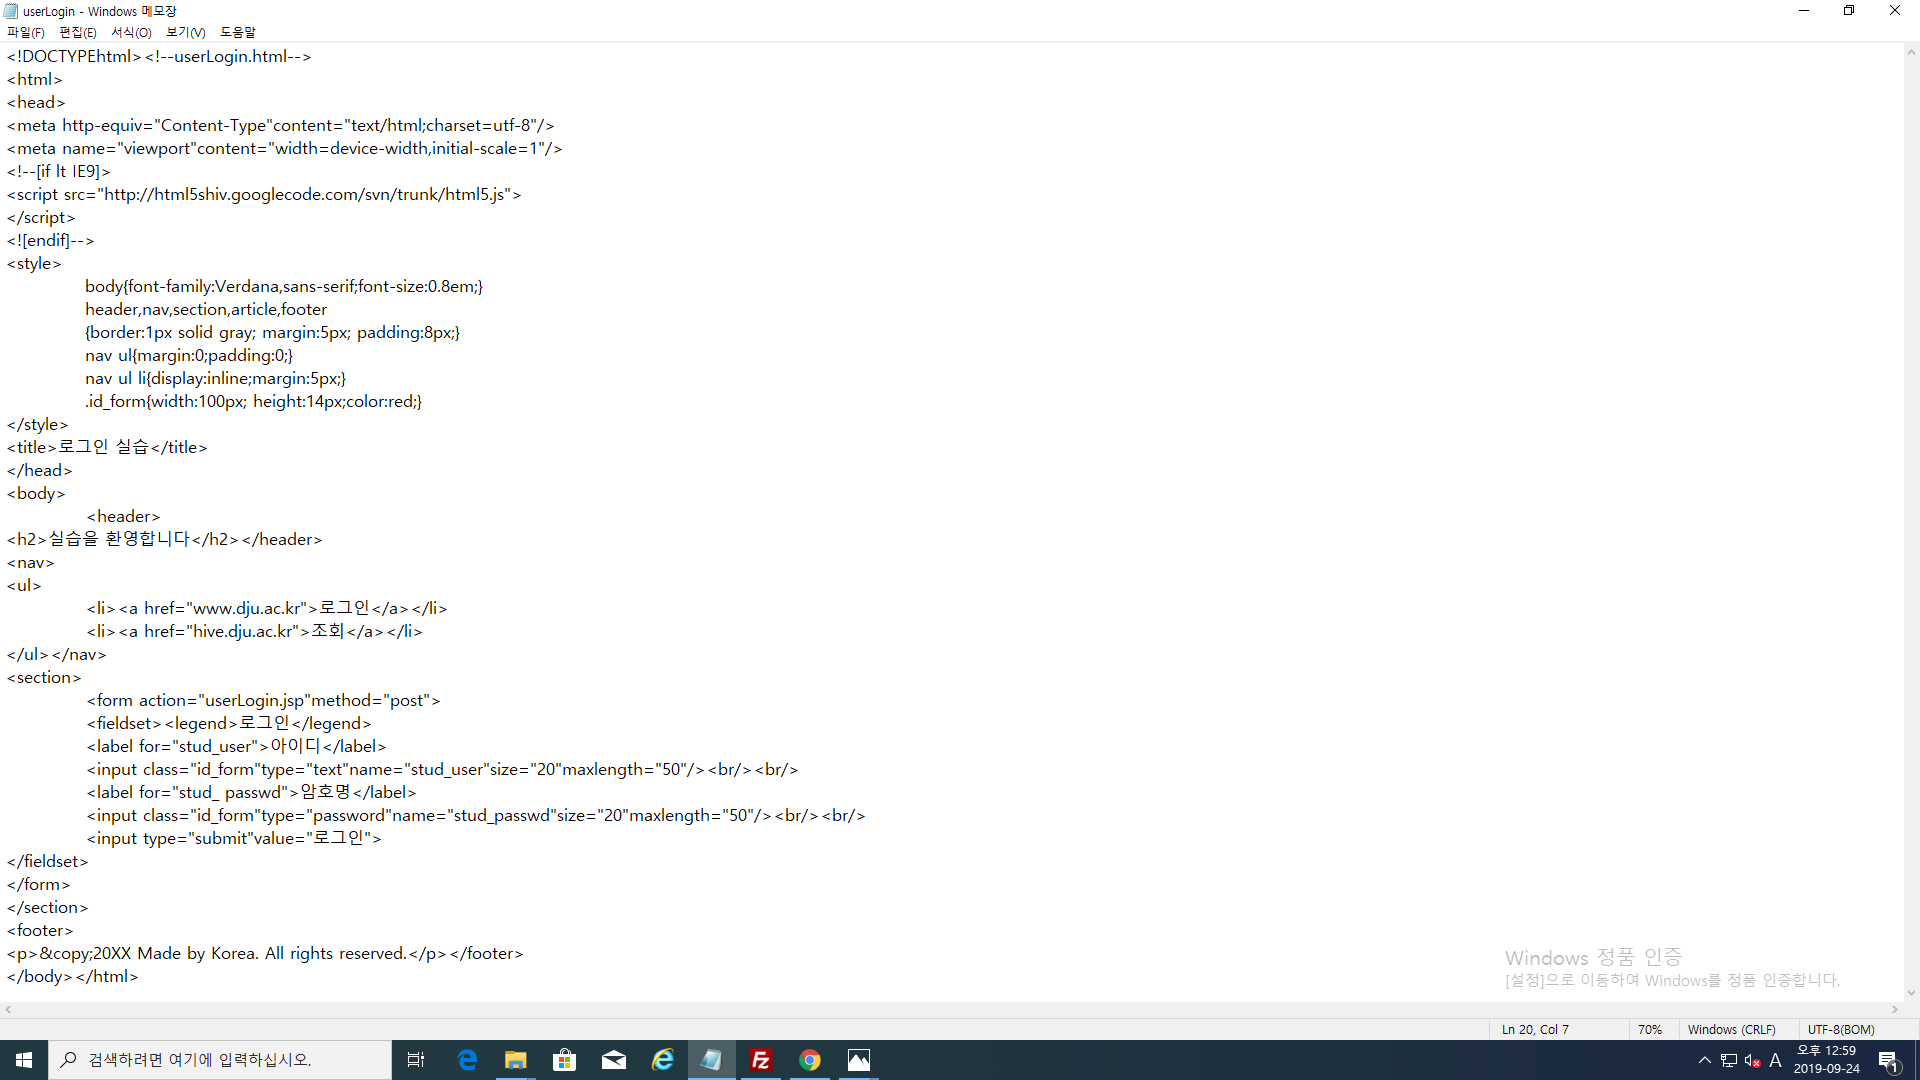 userLogin - Windows 메모장
파일(F) 편집(E) 서식(O) 보기(V) 도움말
<!DOCTYPEhtml><!--userLogin.html-->
<html>
<head>
<meta http-equiv="Content-Type"content="text/html;charset=utf-8"/>
<meta name="viewport"content="width=device-width,initial-scale=1"/>
<!--[if lt IE9]>
<script src="http://html5shiv.googlecode.com/svn/trunk/html5.js">
</script>
<![endif]-->
<style>
body{font-family:Verdana,sans-serif;font-size:0.8em;}
header,nav,section,article,footer
{border:1px solid gray; margin:5px; padding:8px;}
nav ul{margin:0;padding:0;}
nav ul li{display:inline;margin:5px;}
.id_form{width:100px; height:14px;color:red;}
</style>
<title>로그인 실습</title>
</head>
<body>
<header>
<h2>실습을 환영합니다</h2></header>
<nav>
<ul>
<li><a href="www.dju.ac.kr">로그인</a></li>
<li><a href="hive.dju.ac.kr">조회</a></li>
</ul></nav>
<section>
<form action="userLogin.jsp"method="post">
<fieldset><legend>로그인</legend>
<label for="stud_user">아이디</label>
<input class="id_form"type="text"name="stud_user"size="20"maxlength="50"/><br/><br/>
<label for="stud_ passwd">암호명</label>
<input class="id_form"type="password"name="stud_passwd"size="20"maxlength="50"/><br/><br/>
<input type="submit"value="로그인">
</fieldset>
</form>
</section>
<footer>
<p>&copy;20XX Made by Korea. All rights reserved.</p></footer>
</body></html>
Windows 정품 인증
[설정]으로 이동하여 Windows를 정품 인증합니다.
Ln 20, Col 7 70% Windows (CRLF) UTF-8(BOM)
검색하려면 여기에 입력하십시오.
A
오후 12:59
2019-09-24
1